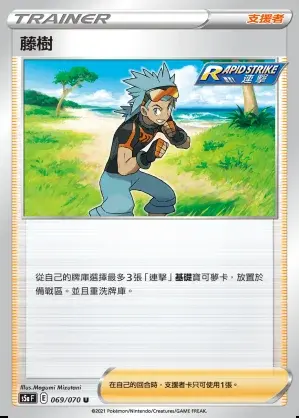 TRAINER 支援者
藤樹
RAPID STRIKE
連擊
從自己的牌庫選擇最多3張「連擊」基礎寶可夢卡，放置於
備戰區。並且重洗牌庫。
Illus.Megumi Mizutani
S5a F E 069/070 U
在自己的回合時，支援者卡只可使用1張。
©2021 Pokémon/Nintendo/Creatures/GAME FREAK.